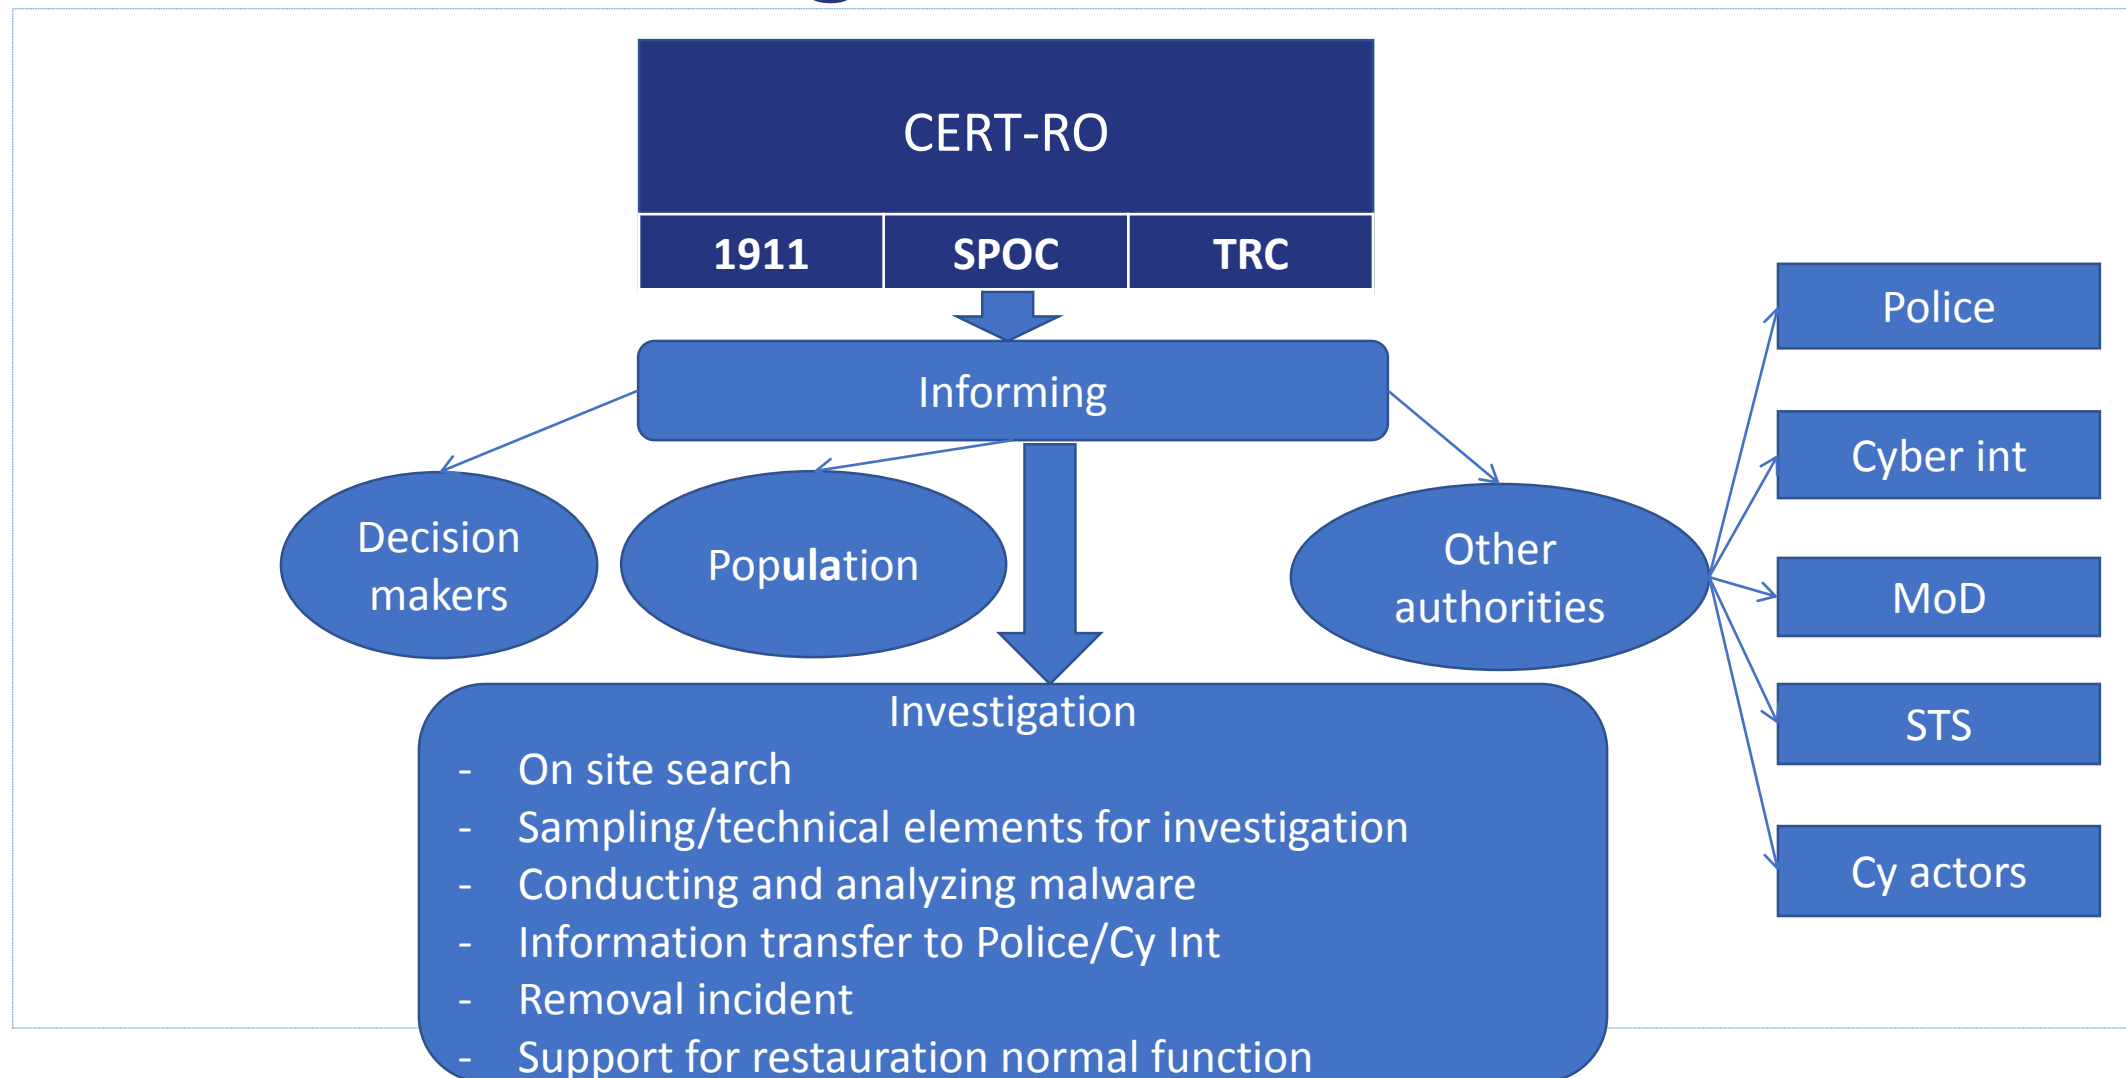 CERT-RO
1911
SPOC
TRC
Informing
Decision
makers
Population
Other
authorities
Police
Cyber int
MoD
STS
Cy actors
Investigation
- On site search
- Sampling/technical elements for investigation
- Conducting and analyzing malware
- Information transfer to Police/Cy Int
- Removal incident
- Support for restauration normal function